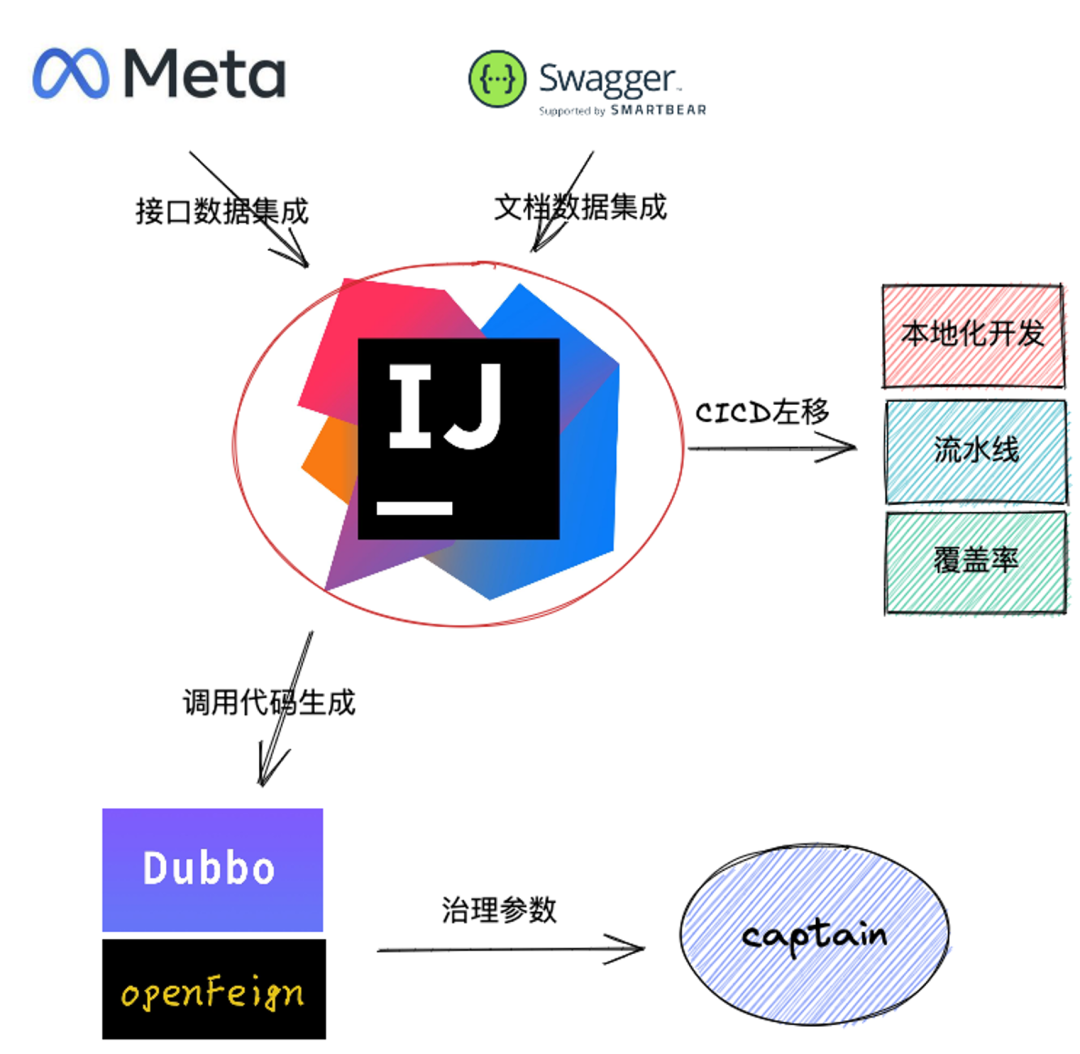 Meta
Swagger
Supported by SMARTBEAR
接口数据集成
文档数据集成
IJ
本地化开发
CICD左移
流水线
覆盖率
调用代码生成
Dubbo
治理参数
captain
openFeign